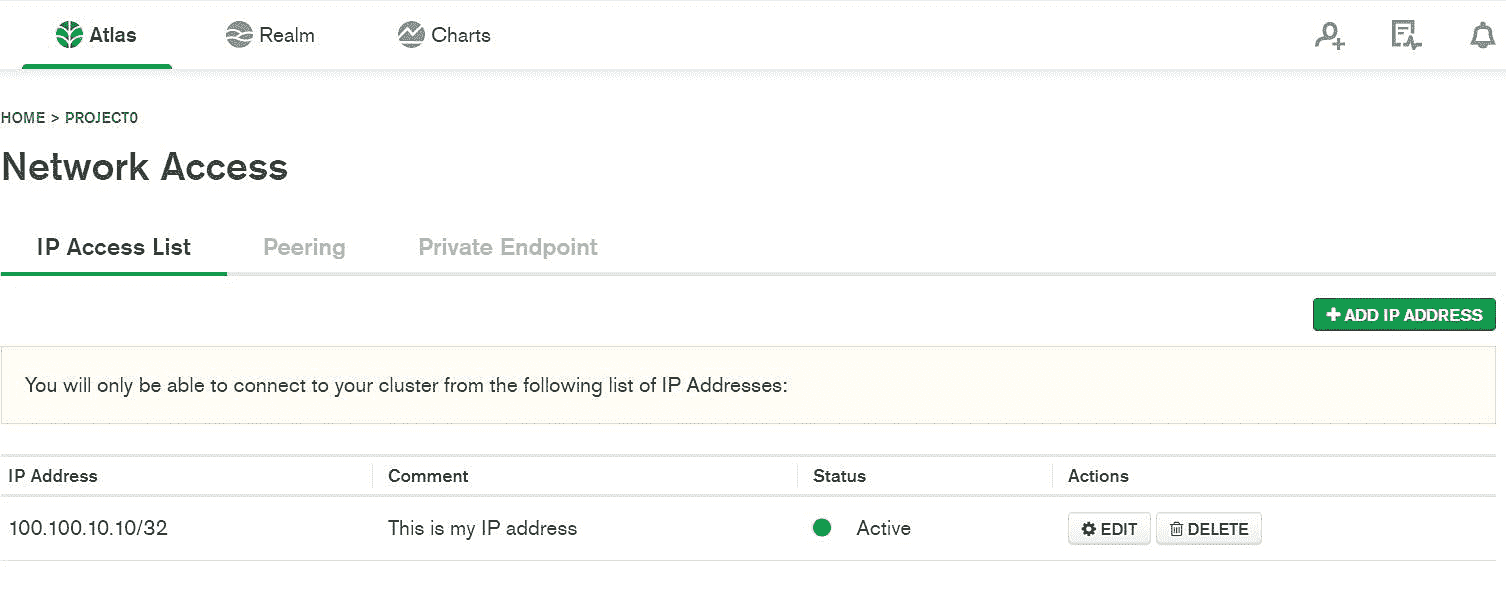 Atlas Realm Charts
HOME > PROJECT0
Network Access
IP Access List Peering Private Endpoint
+ ADD IP ADDRESS
You will only be able to connect to your cluster from the following list of IP Addresses:
IP Address Comment Status Actions
100.100.10.10/32 This is my IP address Active EDIT DELETE